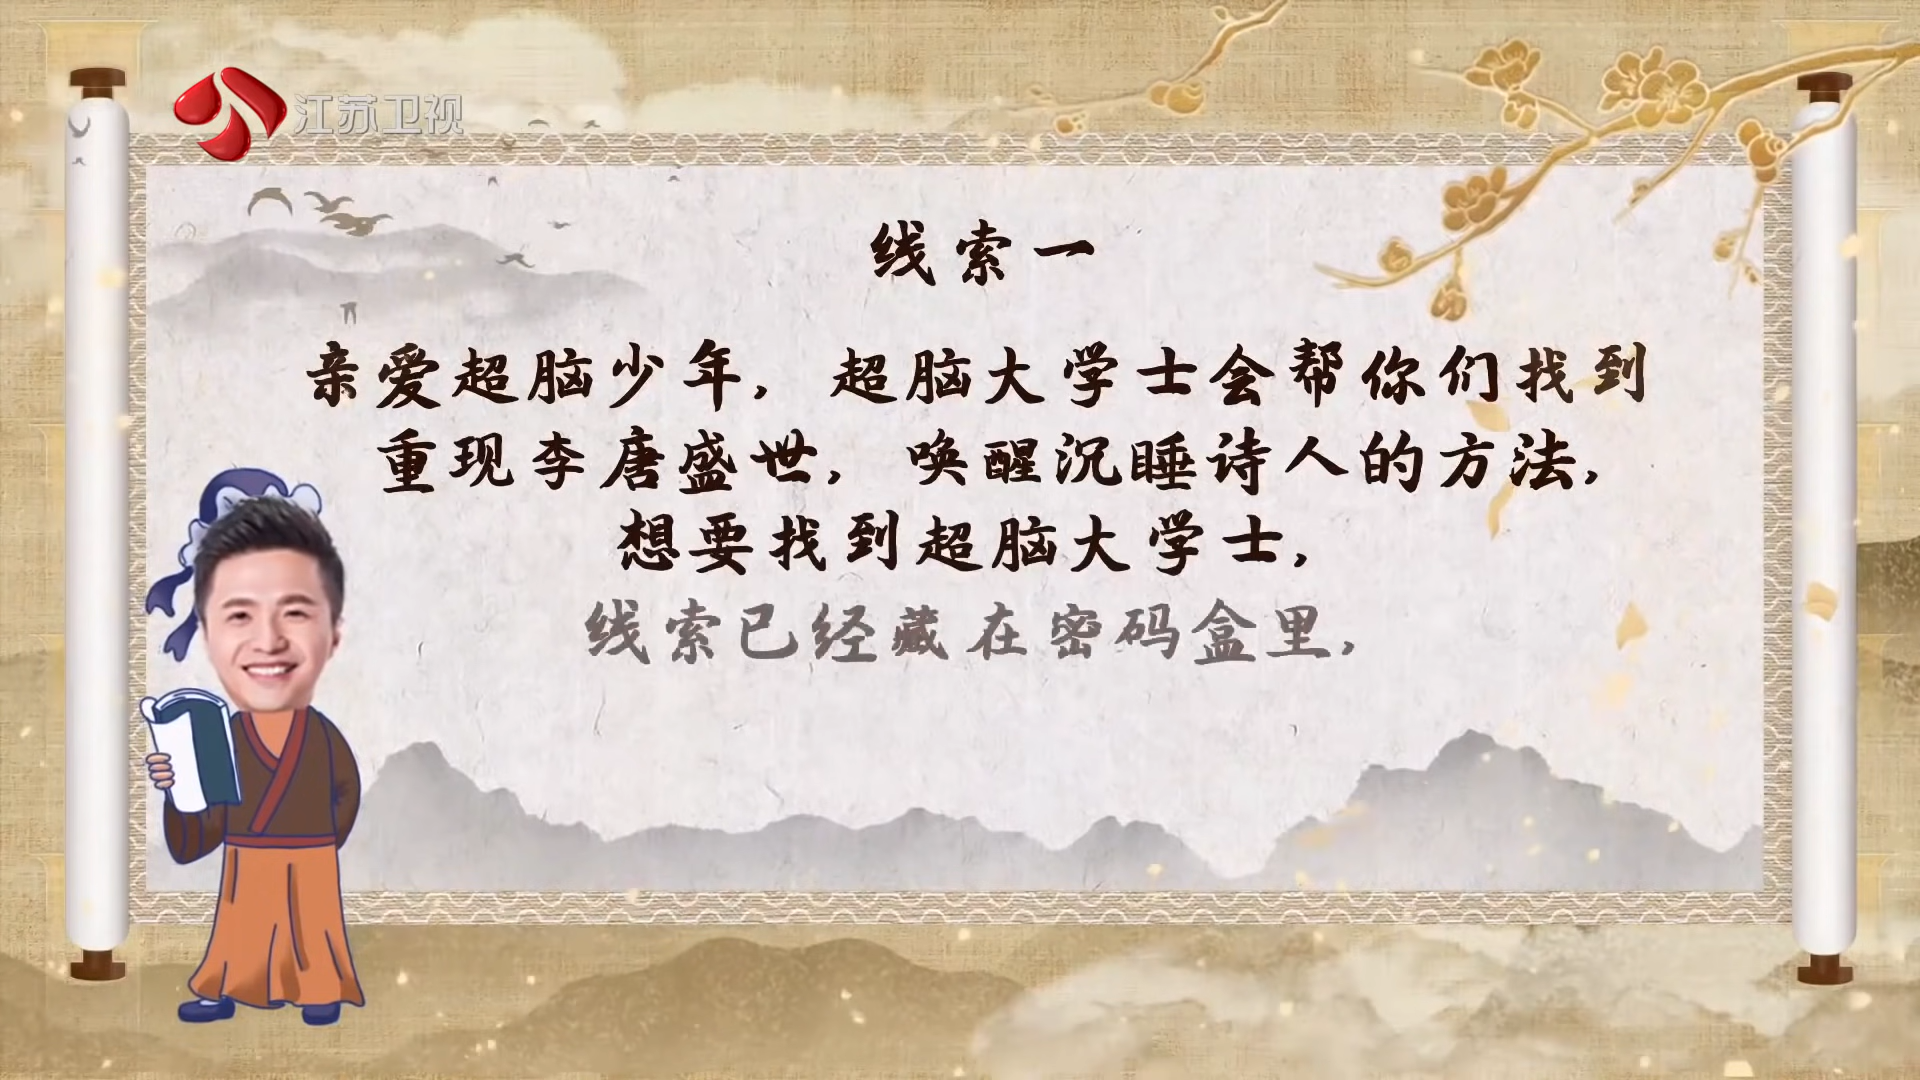 江苏卫视
线索一
亲爱超脑少年，超脑大学士会帮你们找到
重现李唐盛世，唤醒沉睡诗人的方法，
想要找到超脑大学士，
线索已经藏在密码盒里，